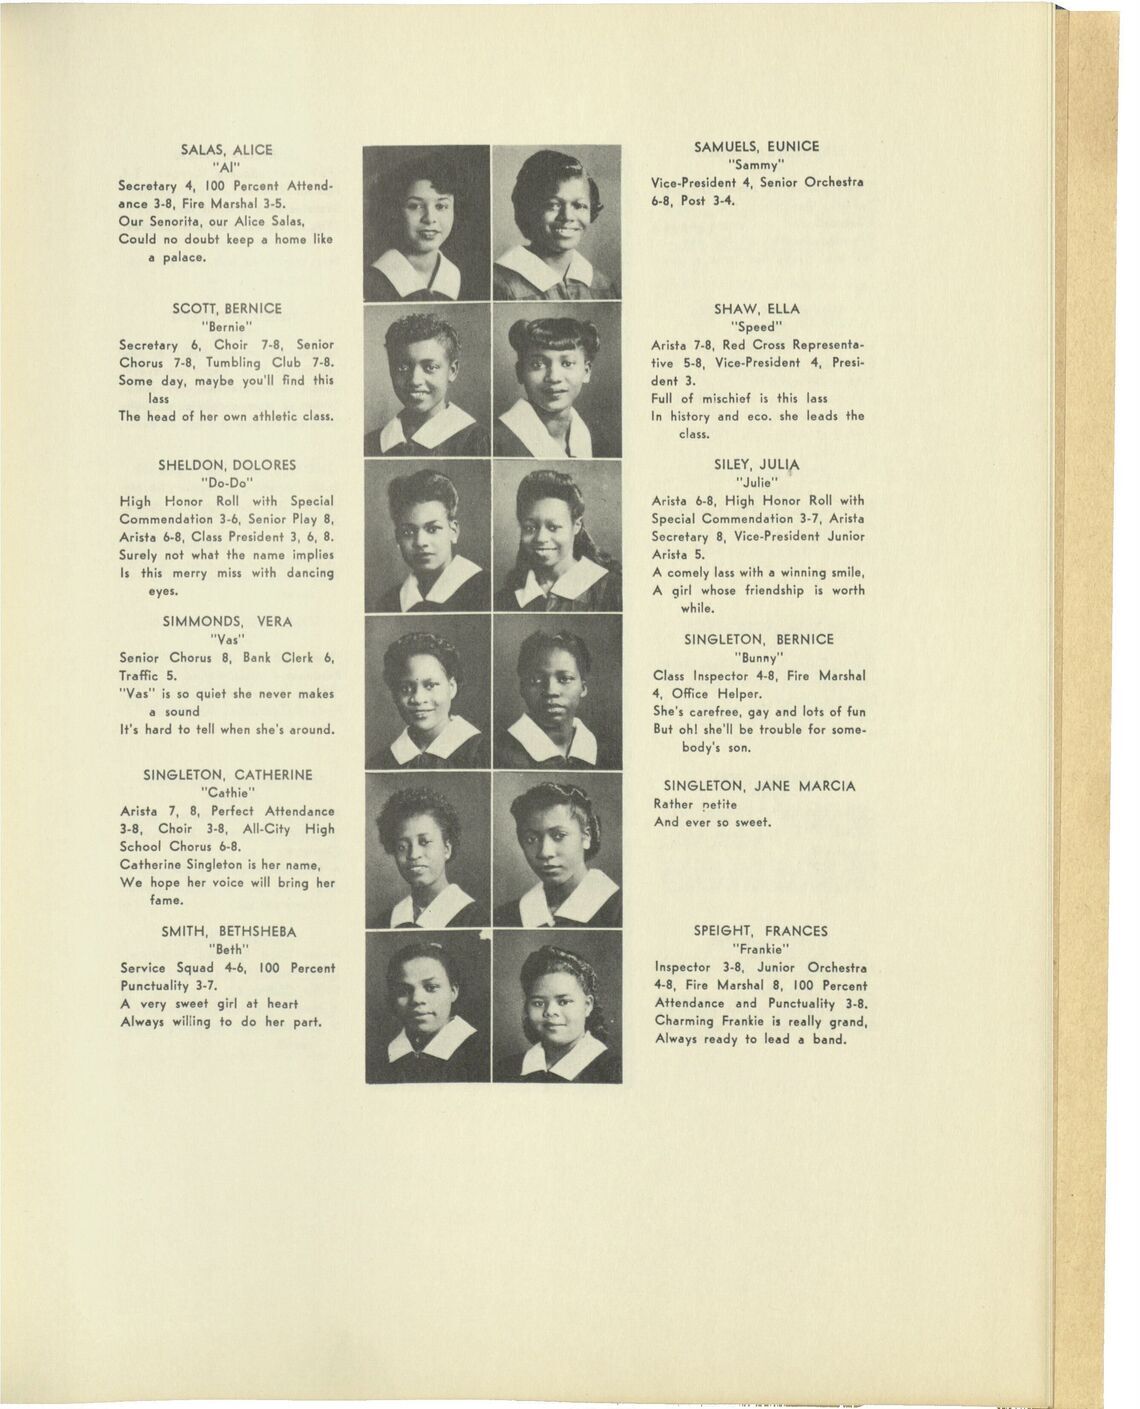 SALAS, ALICE
"Al"
Secretary 4, 100 Percent Attend-
ance 3-8, Fire Marshal 3-5.
Our Senorita, our Alice Salas,
Could no doubt keep a home like
a palace.
SAMUELS, EUNICE
"Sammy"
Vice-President 4, Senior Orchestra
6-8, Post 3-4.
SCOTT, BERNICE
"Bernie"
Secretary 6, Choir 7-8, Senior
Chorus 7-8, Tumbling Club 7-8.
Some day, maybe you'll find this
lass
The head of her own athletic class.
SHAW, ELLA
"Speed"
Arista 7-8, Red Cross Representa-
tive 5-8, Vice-President 4, Presi-
dent 3.
Full of mischief is this lass
In history and eco. she leads the
class.
SHELDON, DOLORES
"Do-Do"
High Honor Roll with Special
Commendation 3-6, Senior Play 8,
Arista 6-8, Class President 3, 6, 8.
Surely not what the name implies
Is this merry miss with dancing
eyes.
SILEY, JULIA
"Julie"
Arista 6-8, High Honor Roll with
Special Commendation 3-7, Arista
Secretary 8, Vice-President Junior
Arista 5.
A comely lass with a winning smile,
A girl whose friendship is worth
while.
SIMMONDS, VERA
"Vas"
Senior Chorus 8, Bank Clerk 6,
Traffic 5.
"Vas" is so quiet she never makes
a sound
It's hard to tell when she's around.
SINGLETON, BERNICE
"Bunny"
Class Inspector 4-8, Fire Marshal
4, Office Helper.
She's carefree, gay and lots of fun
But oh! she'll be trouble for some-
body's son.
SINGLETON, CATHERINE
"Cathie"
Arista 7, 8, Perfect Attendance
3-8, Choir 3-8, All-City High
School Chorus 6-8.
Catherine Singleton is her name,
We hope her voice will bring her
fame.
SINGLETON, JANE MARCIA
Rather petite
And ever so sweet.
SMITH, BETHSHEBA
"Beth"
Service Squad 4-6, 100 Percent
Punctuality 3-7.
A very sweet girl at heart
Always willing to do her part.
SPEIGHT, FRANCES
"Frankie"
Inspector 3-8, Junior Orchestra
4-8, Fire Marshal 8, 100 Percent
Attendance and Punctuality 3-8.
Charming Frankie is really grand,
Always ready to lead a band.